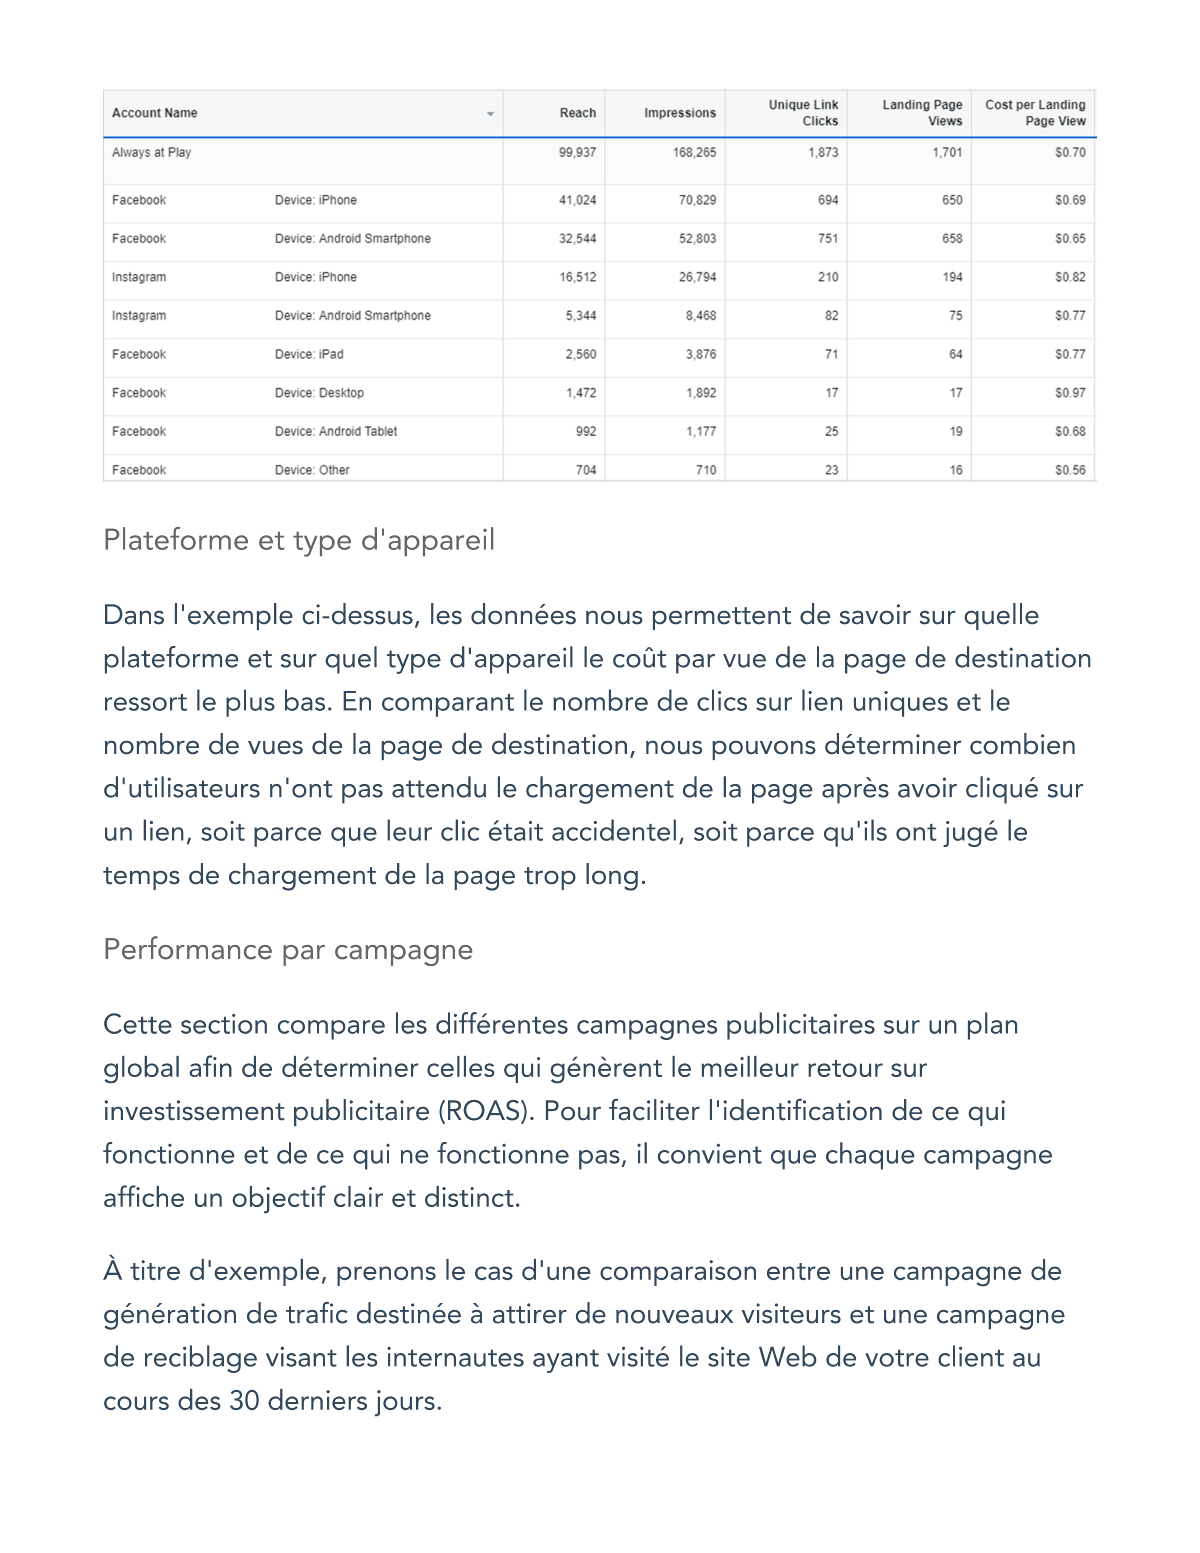 Account Name Reach Impressions Unique Link Clicks Landing Page Views Cost per Landing Page View
Always at Play 99,937 168,265 1,873 1,701 $0.70
Facebook Device: iPhone 41,024 70,829 694 650 $0.69
Facebook Device: Android Smartphone 32,544 52,803 751 658 $0.65
Instagram Device: iPhone 16,512 26,794 210 194 $0.82
Instagram Device: Android Smartphone 5,344 8,468 82 75 $0.77
Facebook Device: iPad 2,560 3,876 71 64 $0.77
Facebook Device: Desktop 1,472 1,892 17 17 $0.97
Facebook Device: Android Tablet 992 1,177 25 19 $0.68
Facebook Device: Other 704 710 23 16 $0.56
Plateforme et type d'appareil
Dans l'exemple ci-dessus, les données nous permettent de savoir sur quelle
plateforme et sur quel type d'appareil le coût par vue de la page de destination
ressort le plus bas. En comparant le nombre de clics sur lien uniques et le
nombre de vues de la page de destination, nous pouvons déterminer combien
d'utilisateurs n'ont pas attendu le chargement de la page après avoir cliqué sur
un lien, soit parce que leur clic était accidentel, soit parce qu'ils ont jugé le
temps de chargement de la page trop long.
Performance par campagne
Cette section compare les différentes campagnes publicitaires sur un plan
global afin de déterminer celles qui génèrent le meilleur retour sur
investissement publicitaire (ROAS). Pour faciliter l'identification de ce qui
fonctionne et de ce qui ne fonctionne pas, il convient que chaque campagne
affiche un objectif clair et distinct.
À titre d'exemple, prenons le cas d'une comparaison entre une campagne de
génération de trafic destinée à attirer de nouveaux visiteurs et une campagne
de reciblage visant les internautes ayant visité le site Web de votre client au
cours des 30 derniers jours.